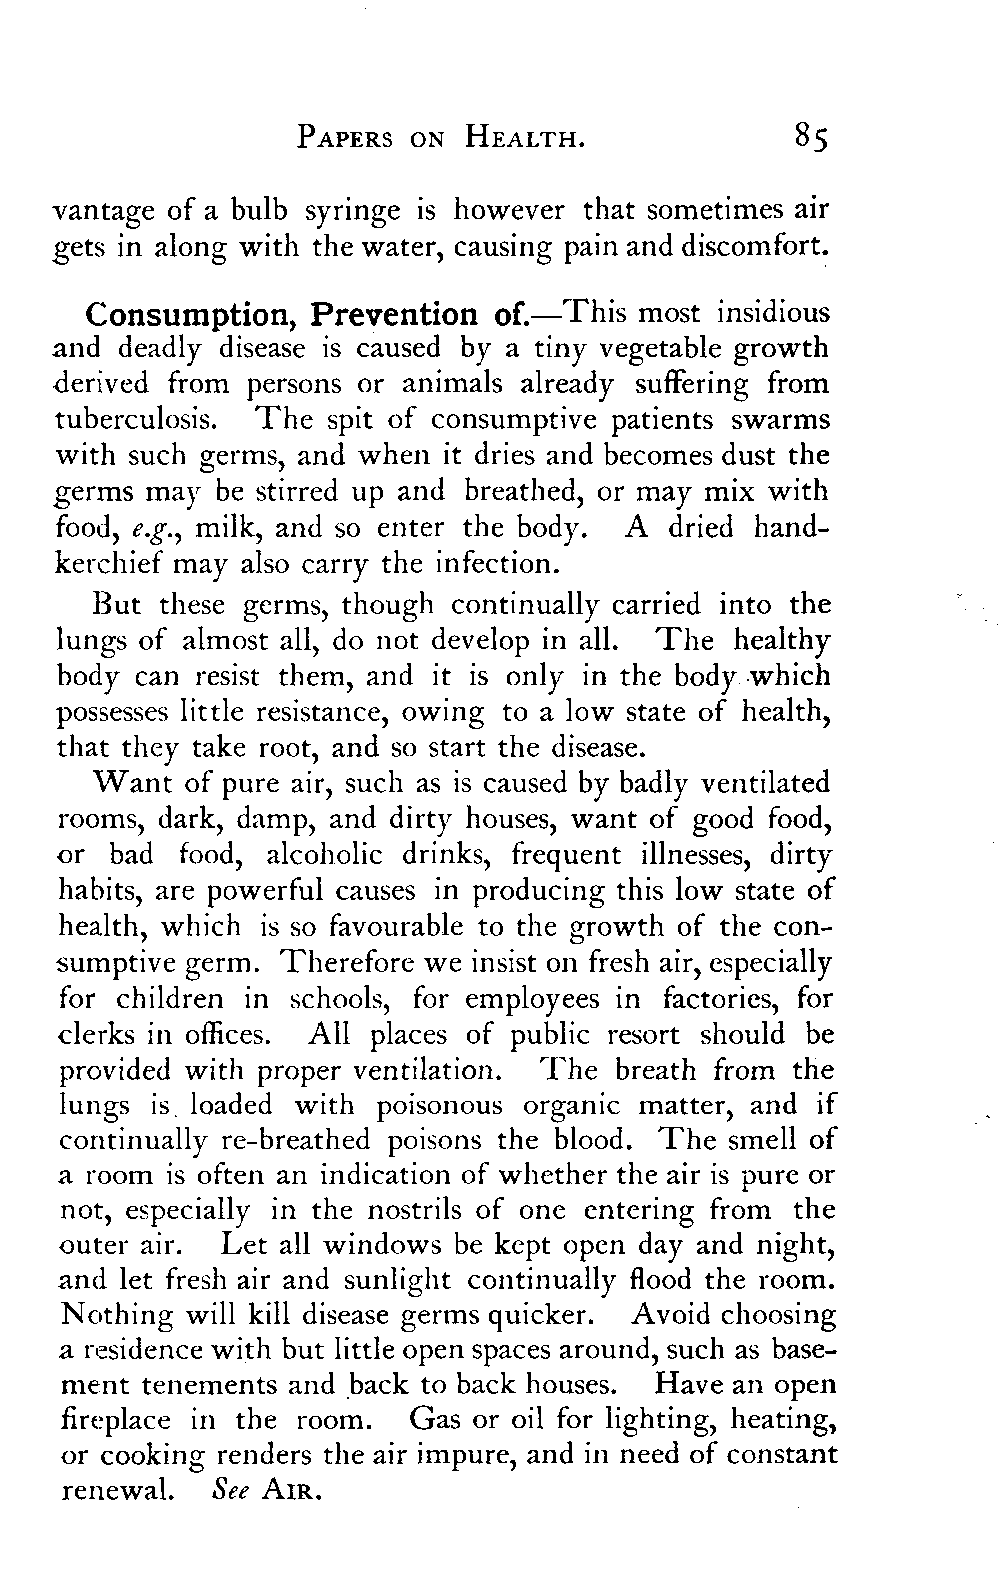 PAPERS ON HEALTH. 85
vantage of a bulb syringe is however that sometimes air
gets in along with the water, causing pain and discomfort.
Consumption, Prevention of.—This most insidious
and deadly disease is caused by a tiny vegetable growth
derived from persons or animals already suffering from
tuberculosis. The spit of consumptive patients swarms
with such germs, and when it dries and becomes dust the
germs may be stirred up and breathed, or may mix with
food, e.g., milk, and so enter the body. A dried hand-
kerchief may also carry the infection.
But these germs, though continually carried into the
lungs of almost all, do not develop in all. The healthy
body can resist them, and it is only in the body which
possesses little resistance, owing to a low state of health,
that they take root, and so start the disease.
Want of pure air, such as is caused by badly ventilated
rooms, dark, damp, and dirty houses, want of good food,
or bad food, alcoholic drinks, frequent illnesses, dirty
habits, are powerful causes in producing this low state of
health, which is so favourable to the growth of the con-
sumptive germ. Therefore we insist on fresh air, especially
for children in schools, for employees in factories, for
clerks in offices. All places of public resort should be
provided with proper ventilation. The breath from the
lungs is loaded with poisonous organic matter, and if
continually re-breathed poisons the blood. The smell of
a room is often an indication of whether the air is pure or
not, especially in the nostrils of one entering from the
outer air. Let all windows be kept open day and night,
and let fresh air and sunlight continually flood the room.
Nothing will kill disease germs quicker. Avoid choosing
a residence with but little open spaces around, such as base-
ment tenements and back to back houses. Have an open
fireplace in the room. Gas or oil for lighting, heating,
or cooking renders the air impure, and in need of constant
renewal. See AIR.